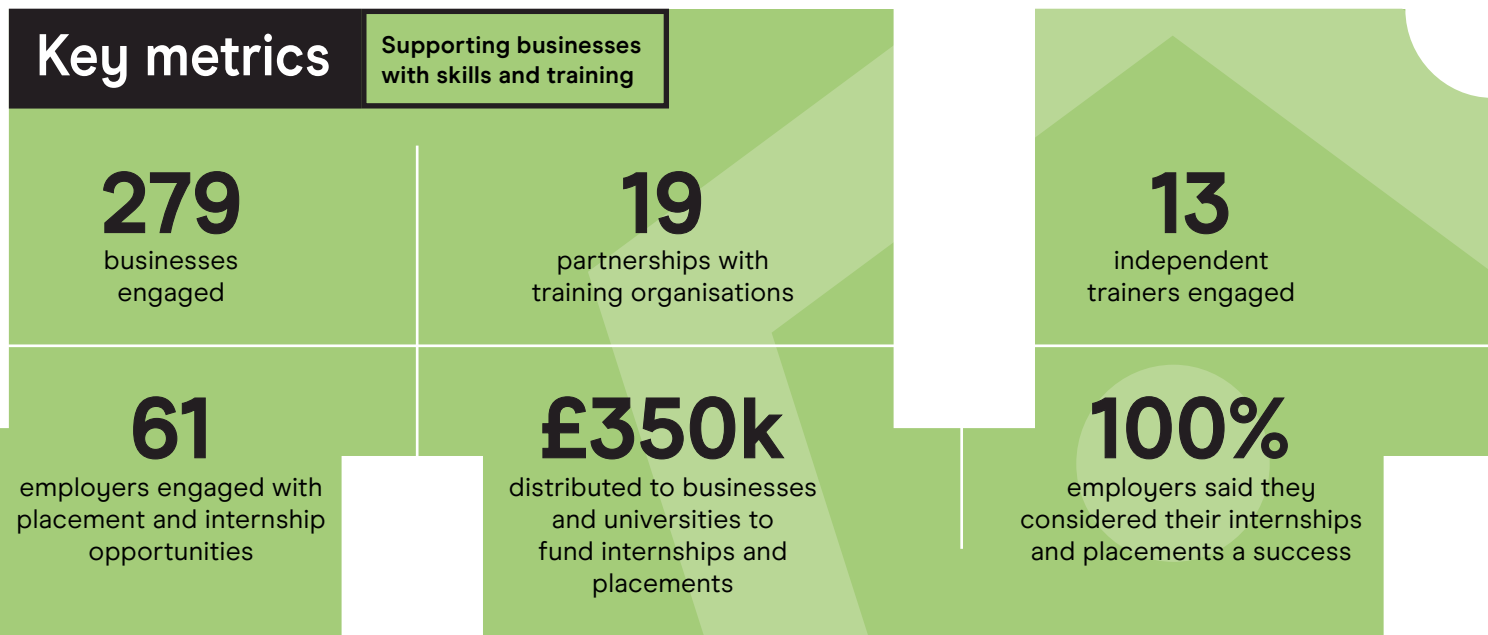 Key metrics
Supporting businesses
with skills and training
279
businesses
engaged
19
partnerships with
training organisations
13
independent
trainers engaged
61
employers engaged with
placement and internship
opportunities
£350k
distributed to businesses
and universities to
fund internships and
placements
100%
employers said they
considered their internships
and placements a success